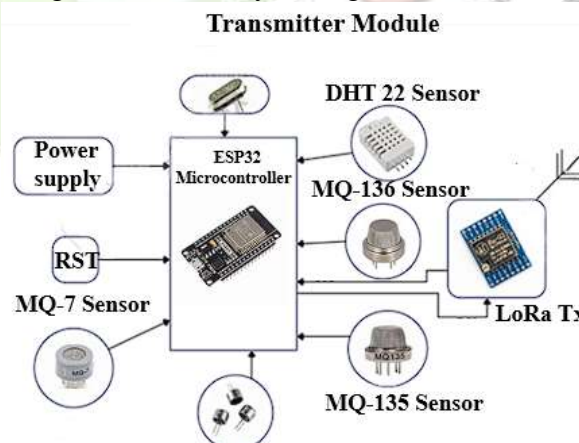 Transmitter Module
DHT 22 Sensor
Power
supply
ESP32
Microcontroller
MQ-136 Sensor
RST
MQ-7 Sensor
LoRa Tx
MQ135
MQ-135 Sensor